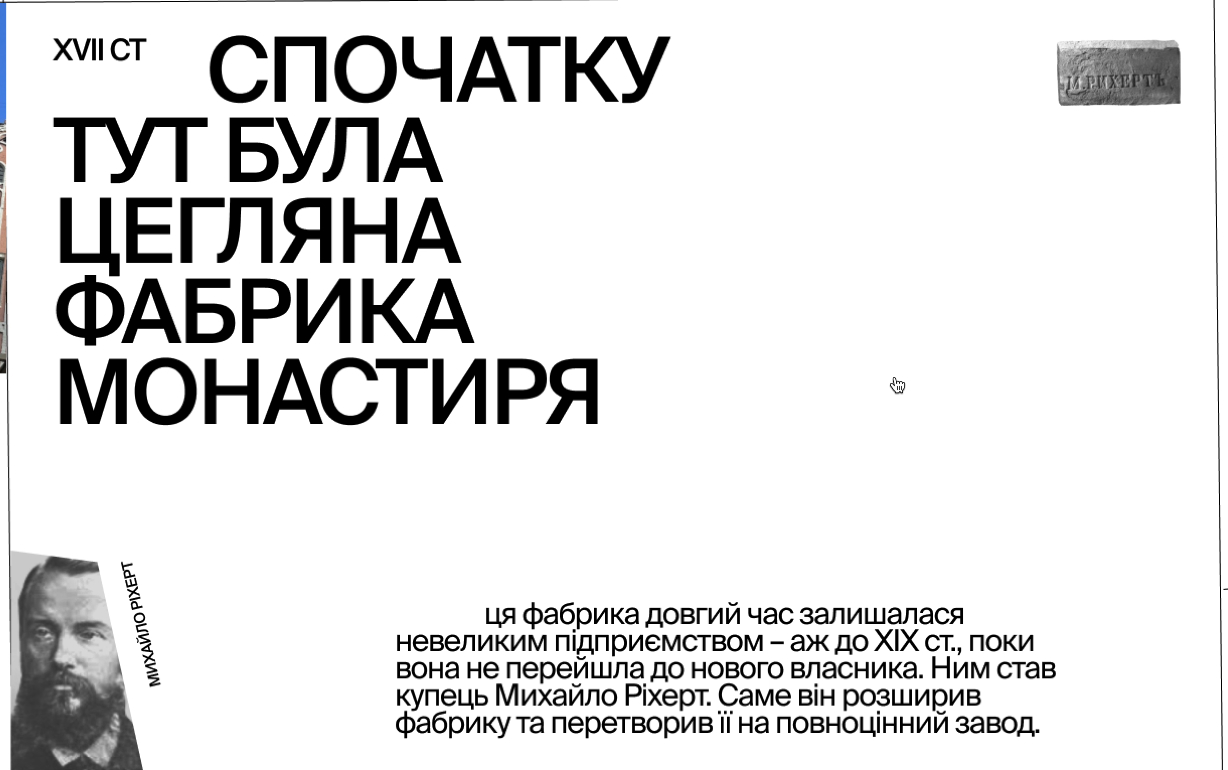 XVII СТ СПОЧАТКУ
ТУТ БУЛА
ЦЕГЛЯНА
ФАБРИКА
МОНАСТИРЯ
М.РИХЕРТЪ
МИХАЙЛО РІХЕРТ
ця фабрика довгий час залишалася
невеликим підприємством – аж до XIX ст., поки
вона не перейшла до нового власника. Ним став
купець Михайло Ріхерт. Саме він розширив
фабрику та перетворив її на повноцінний завод.